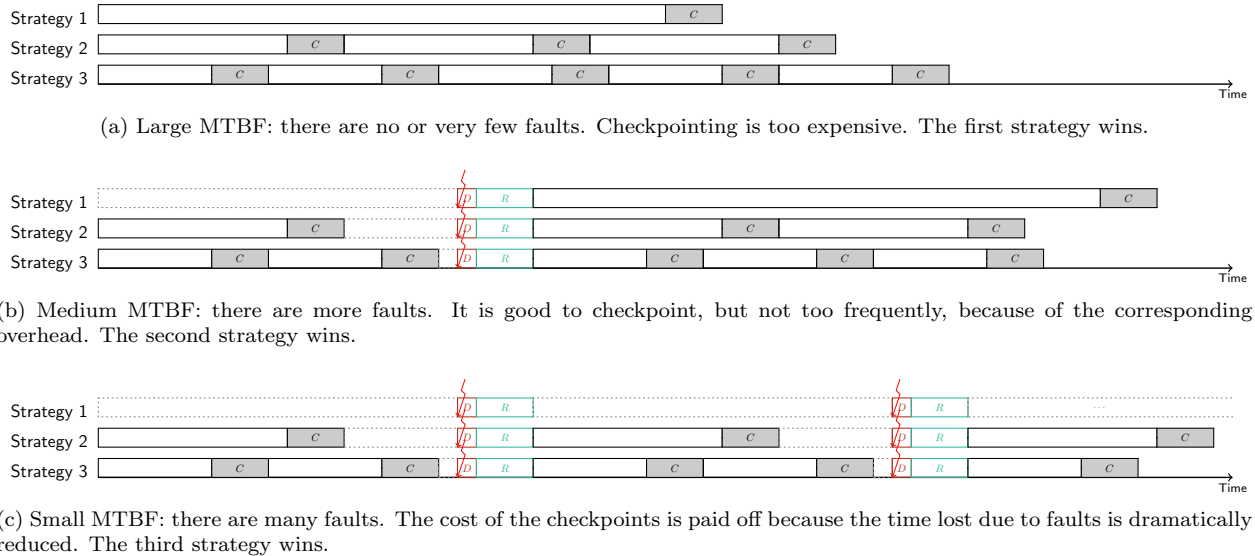 Strategy 1 C
Strategy 2 C C C
Strategy 3 C C C C C
Time
(a) Large MTBF: there are no or very few faults. Checkpointing is too expensive. The first strategy wins.
Strategy 1 D R C
Strategy 2 C D R C C
Strategy 3 C C D R C C C
Time
(b) Medium MTBF: there are more faults. It is good to checkpoint, but not too frequently, because of the corresponding
overhead. The second strategy wins.
Strategy 1 D R D R ...
Strategy 2 C D R C D R C
Strategy 3 C C D R C C D R C
Time
(c) Small MTBF: there are many faults. The cost of the checkpoints is paid off because the time lost due to faults is dramatically
reduced. The third strategy wins.